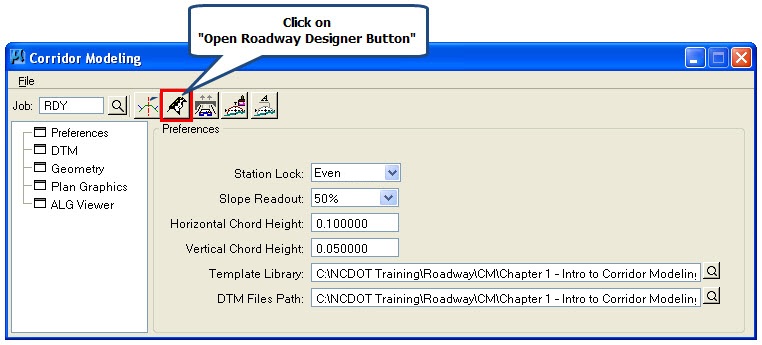 Click on
"Open Roadway Designer Button"
Corridor Modeling
File
Job: RDY
Preferences
DTM
Geometry
Plan Graphics
ALG Viewer
Preferences
Station Lock: Even
Slope Readout: 50%
Horizontal Chord Height: 0.100000
Vertical Chord Height: 0.050000
Template Library: C:\NCDOT Training\Roadway\CM\Chapter 1 - Intro to Corridor Modeling
DTM Files Path: C:\NCDOT Training\Roadway\CM\Chapter 1 - Intro to Corridor Modeling